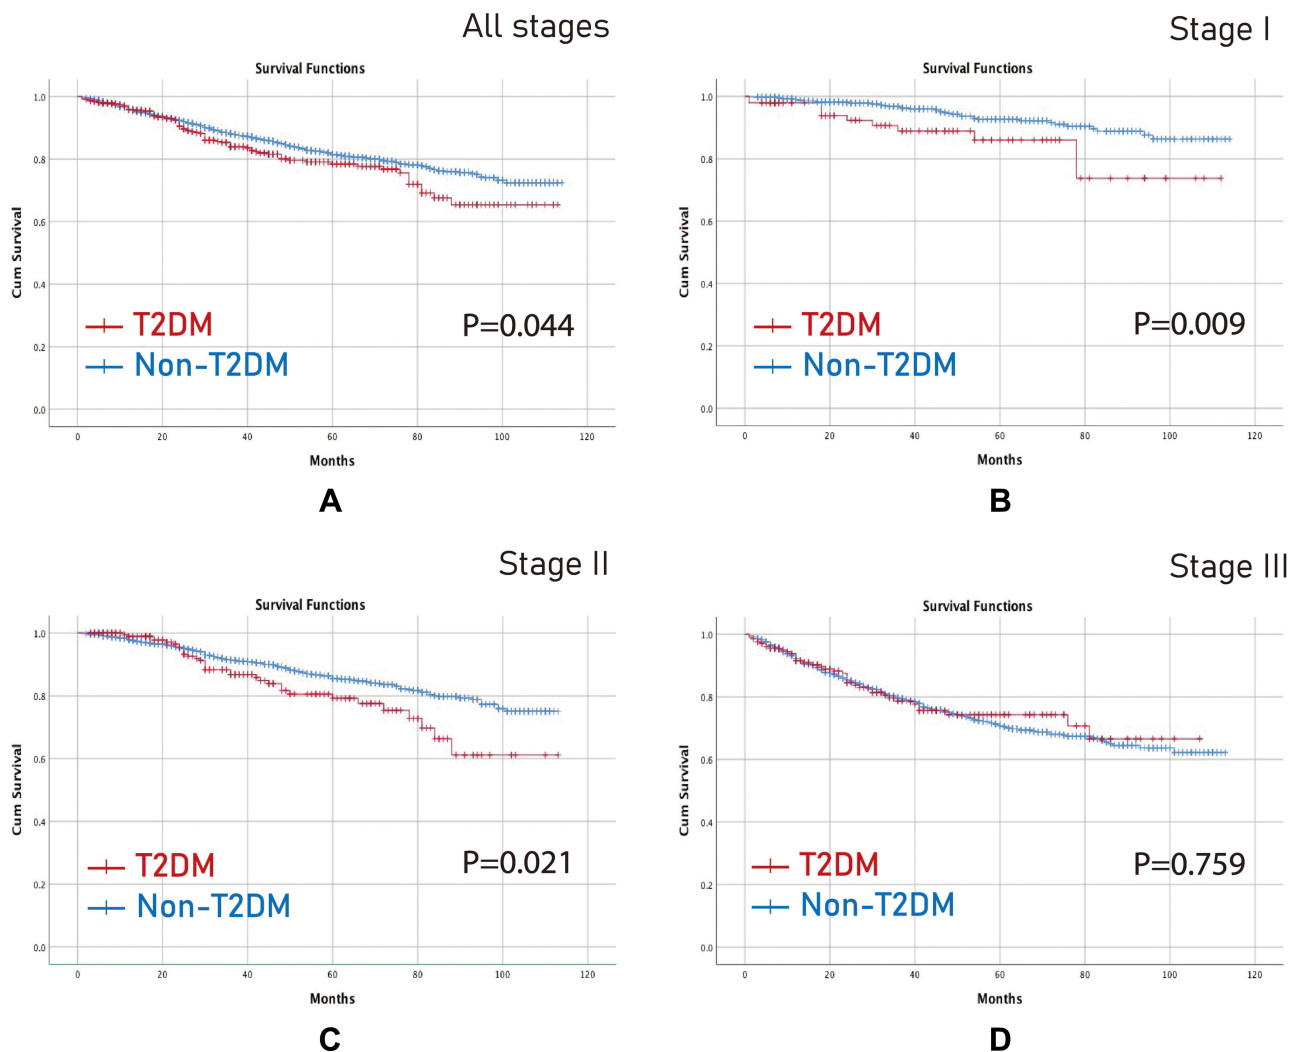 All stages
Survival Functions
Cum Survival
1.0
0.8
0.6
0.4
0.2
0.0
T2DM
Non-T2DM
P=0.044
0 20 40 60 80 100 120
Months
A
Stage I
Survival Functions
Cum Survival
1.0
0.8
0.6
0.4
0.2
0.0
T2DM
Non-T2DM
P=0.009
0 20 40 60 80 100 120
Months
B
Stage II
Survival Functions
Cum Survival
1.0
0.8
0.6
0.4
0.2
0.0
T2DM
Non-T2DM
P=0.021
0 20 40 60 80 100 120
Months
C
Stage III
Survival Functions
Cum Survival
1.0
0.8
0.6
0.4
0.2
0.0
T2DM
Non-T2DM
P=0.759
0 20 40 60 80 100 120
Months
D